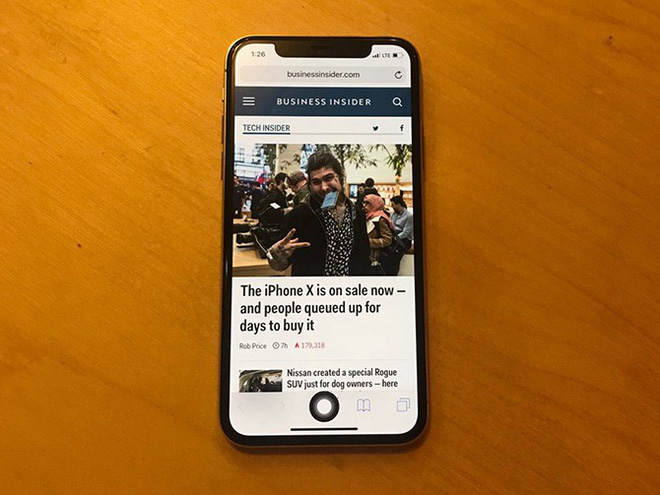 1:26 LTE
businessinsider.com
BUSINESS INSIDER
TECH INSIDER f
The iPhone X is on sale now —
and people queued up for
days to buy it
Rob Price 7h 179,318
Nissan created a special Rogue
SUV just for dog owners — here